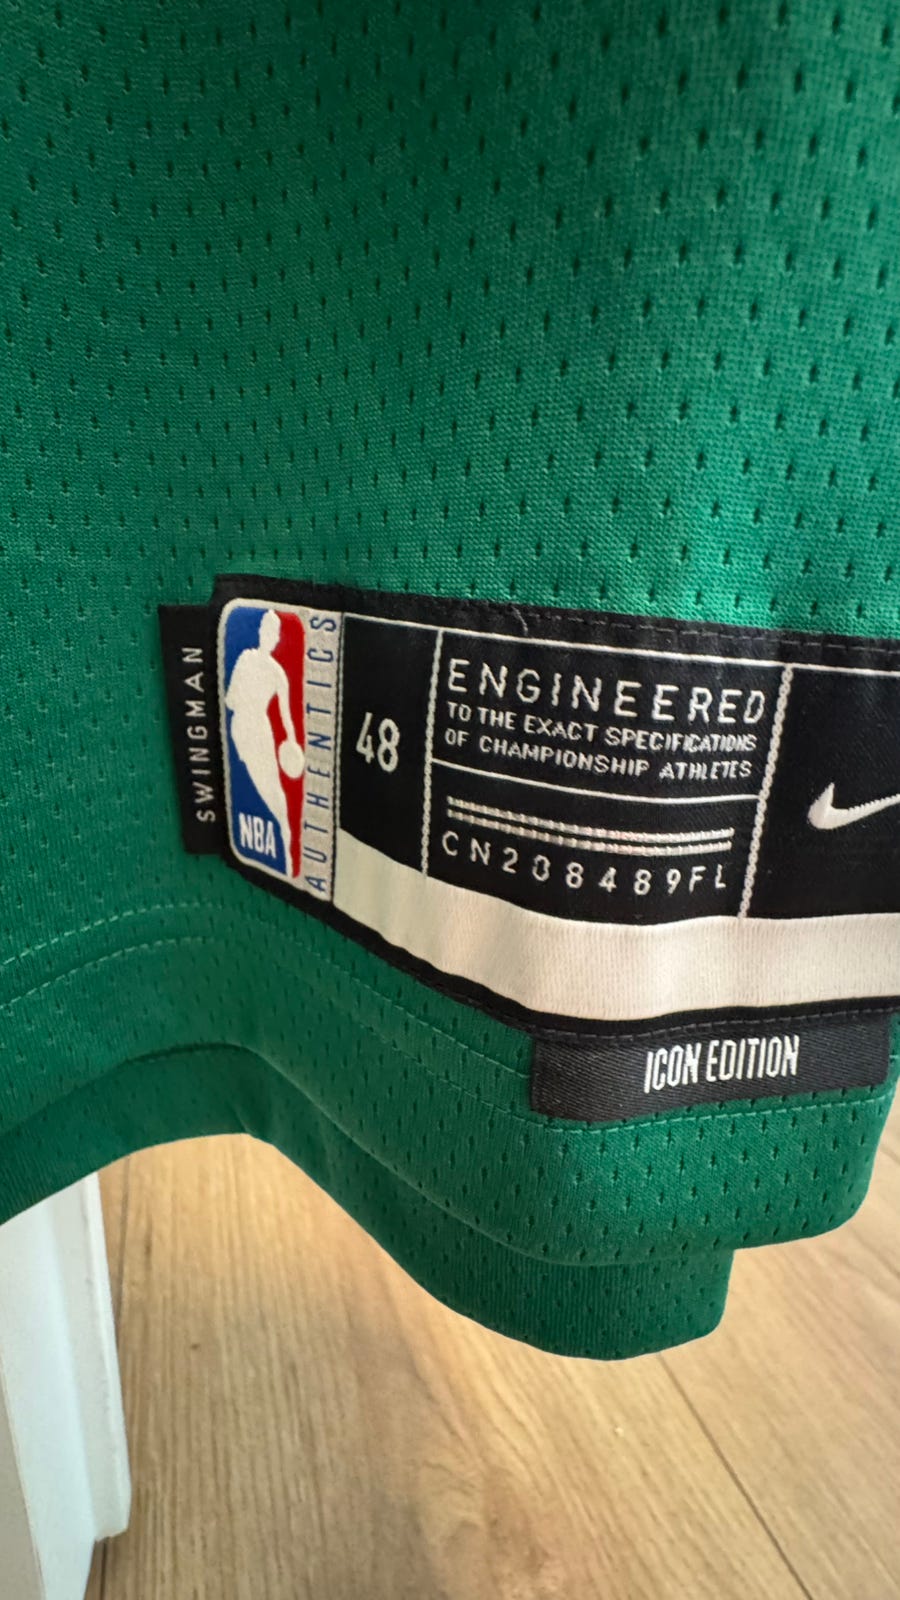 SWINGMAN
NBA
AUTHENTICS
48
ENGINEERED
TO THE EXACT SPECIFICATIONS
OF CHAMPIONSHIP ATHLETES
CN208489FL
ICON EDITION